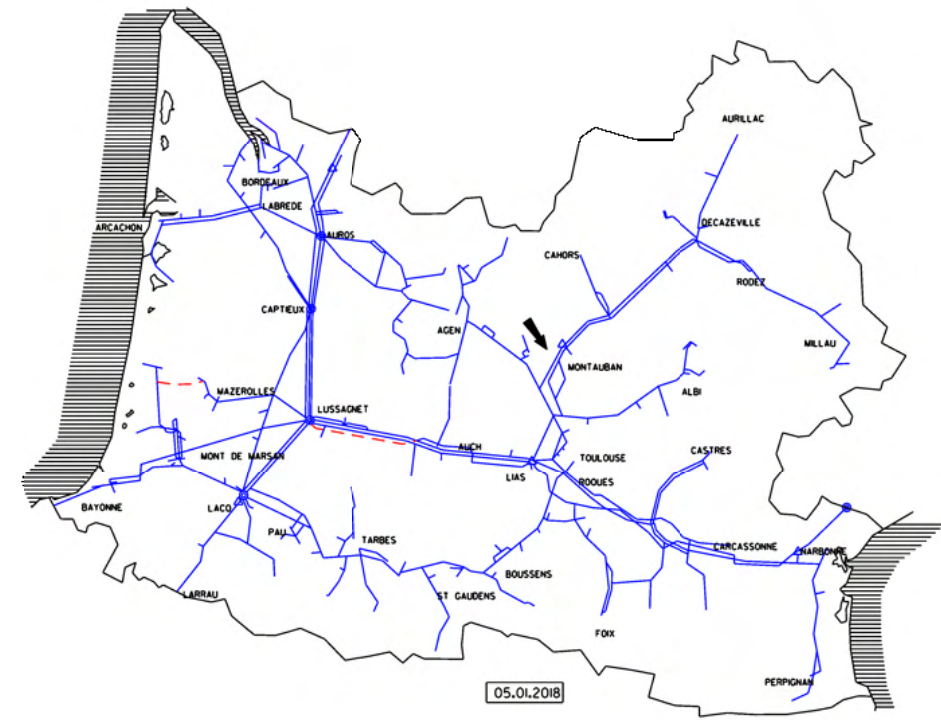 AURILLAC
BORDEAUX
LABREDE
DECAZEVILLE
ARCACHON
AUROS
CAHORS
RODEZ
CAPTIEUX
AGEN
MILLAU
MONTAUBAN
MAZEROLLES
ALBI
LUSSAGNET
AUCH
CASTRES
MONT DE MARSAN
TOULOUSE
LIAS
ROQUES
BAYONNE
LACQ
PAU
TARBES
CARCASSONNE
NARBONNE
BOUSSENS
LARRAU
ST GAUDENS
FOIX
PERPIGNAN
05.01.2018